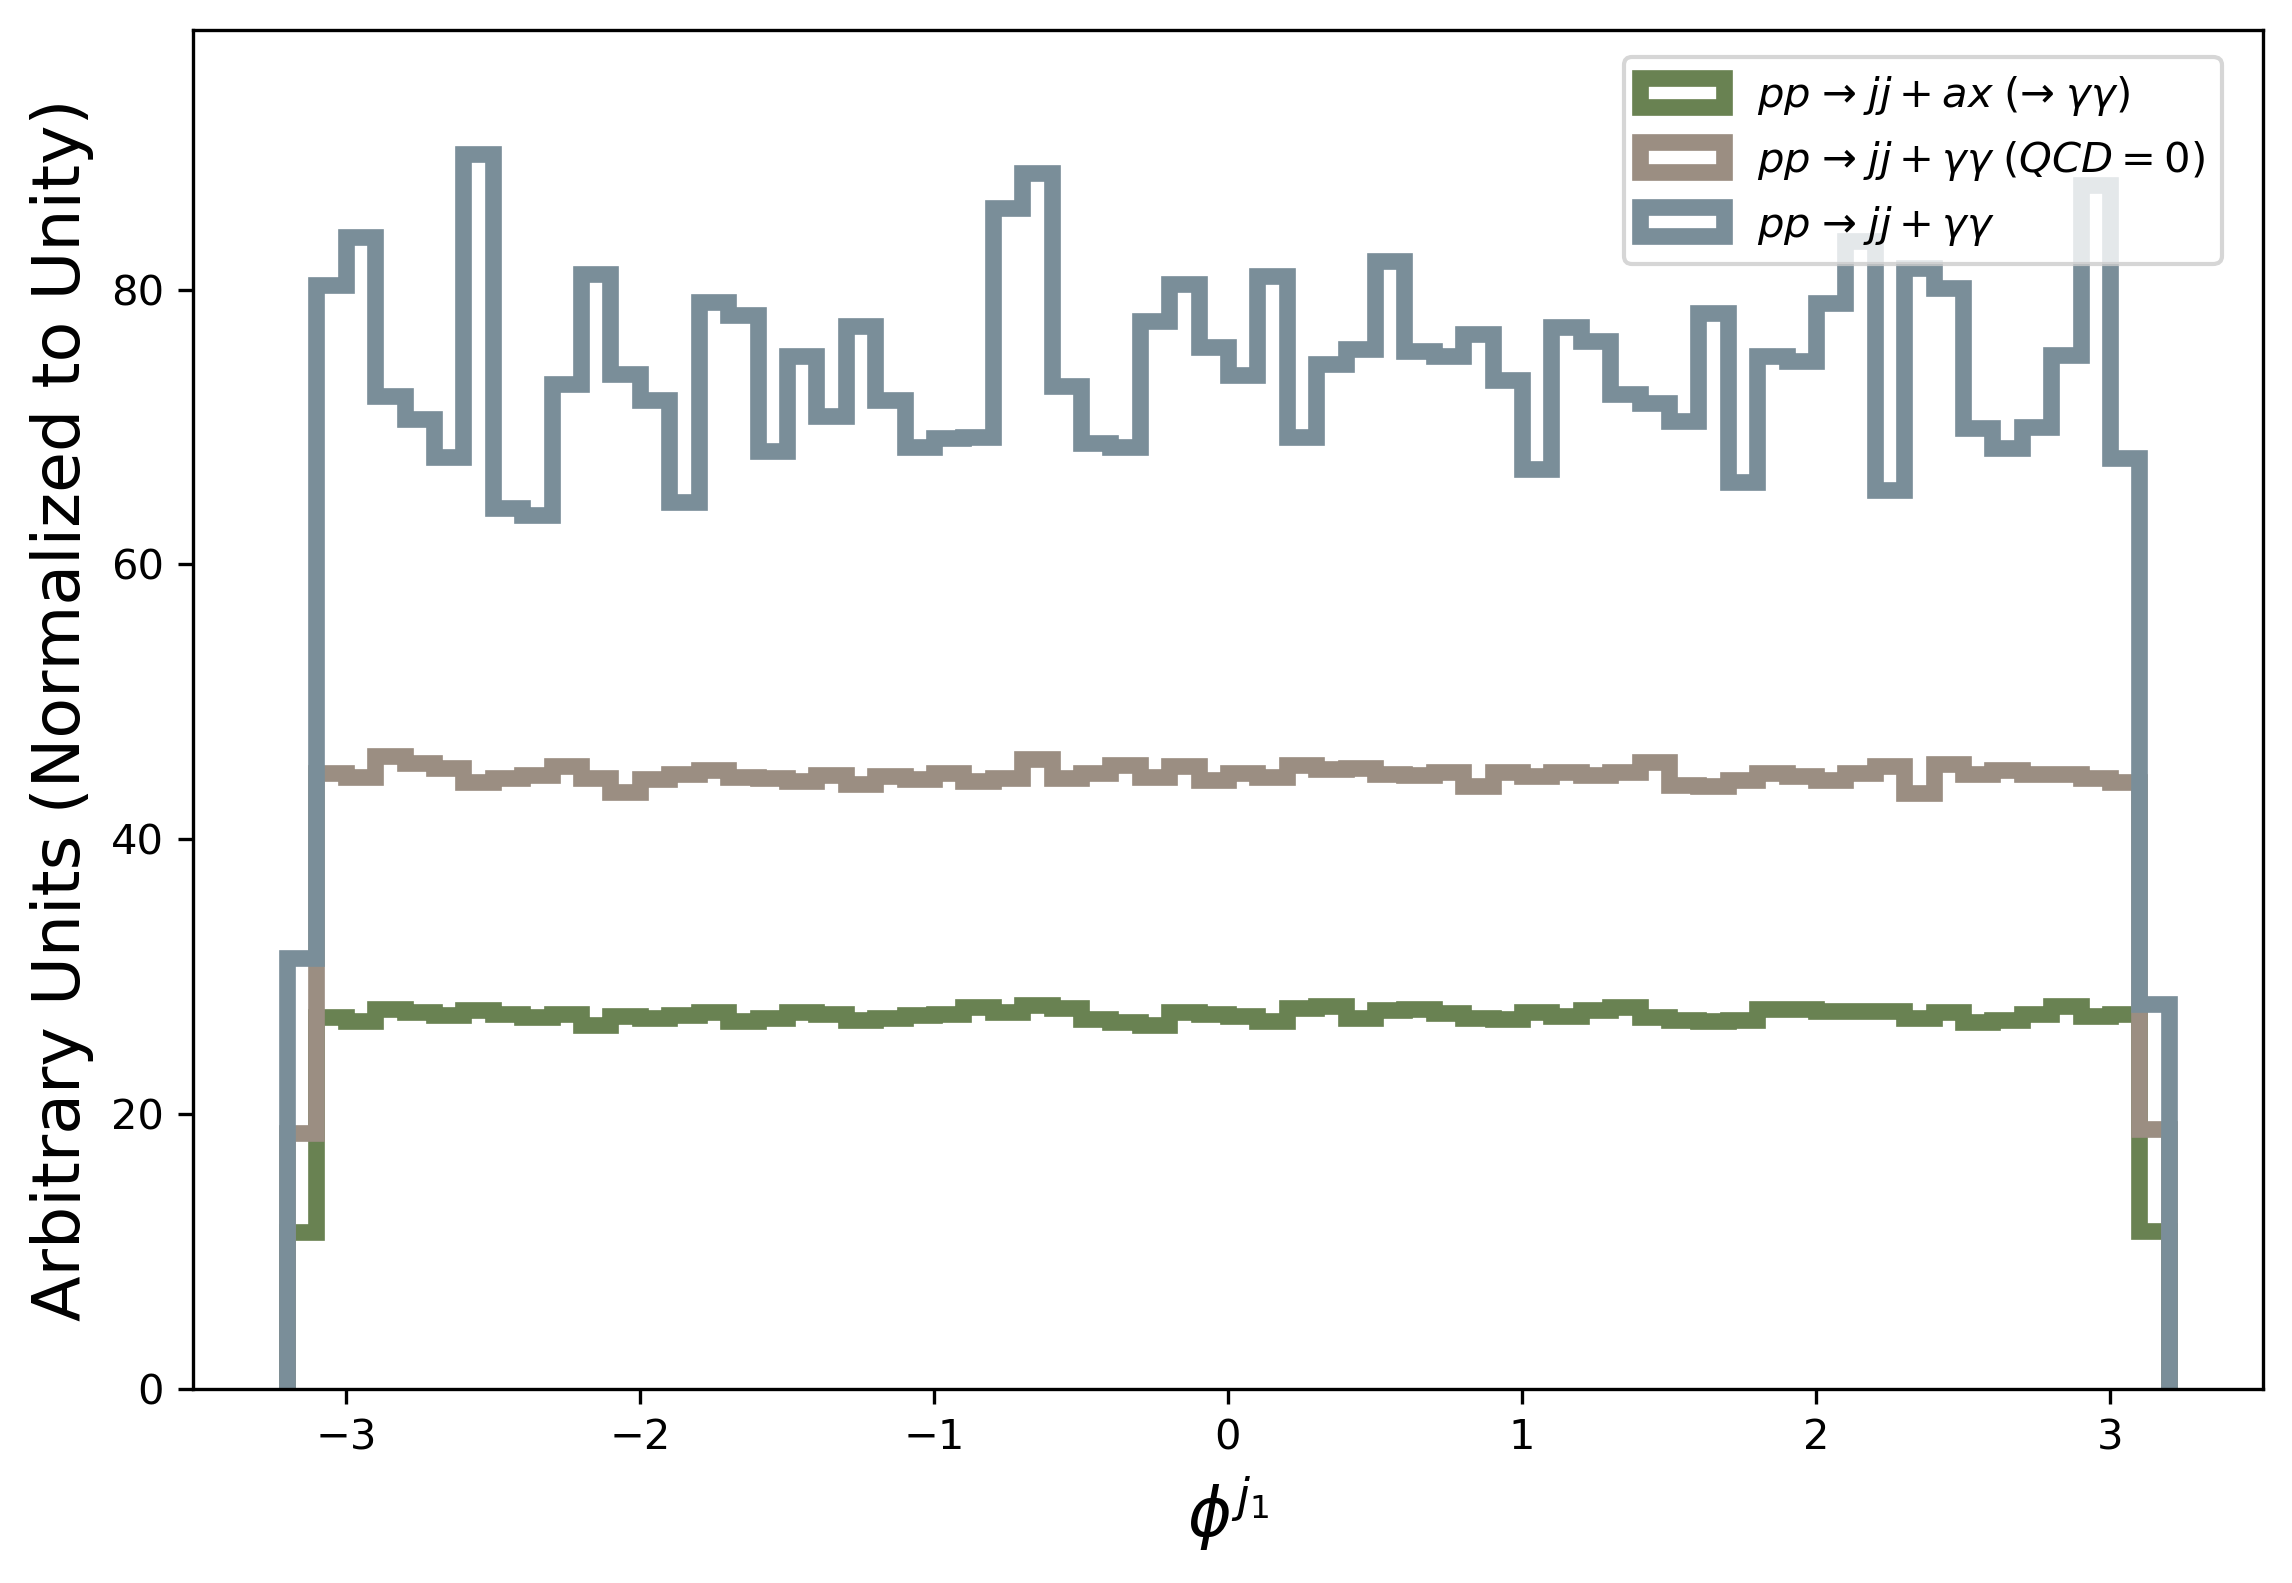 Arbitrary Units (Normalized to Unity)
80
60
40
20
0
−3 −2 −1 0 1 2 3
ϕ^{j_1}
pp → jj + ax (→ γγ)
pp → jj + γγ (QCD = 0)
pp → jj + γγ